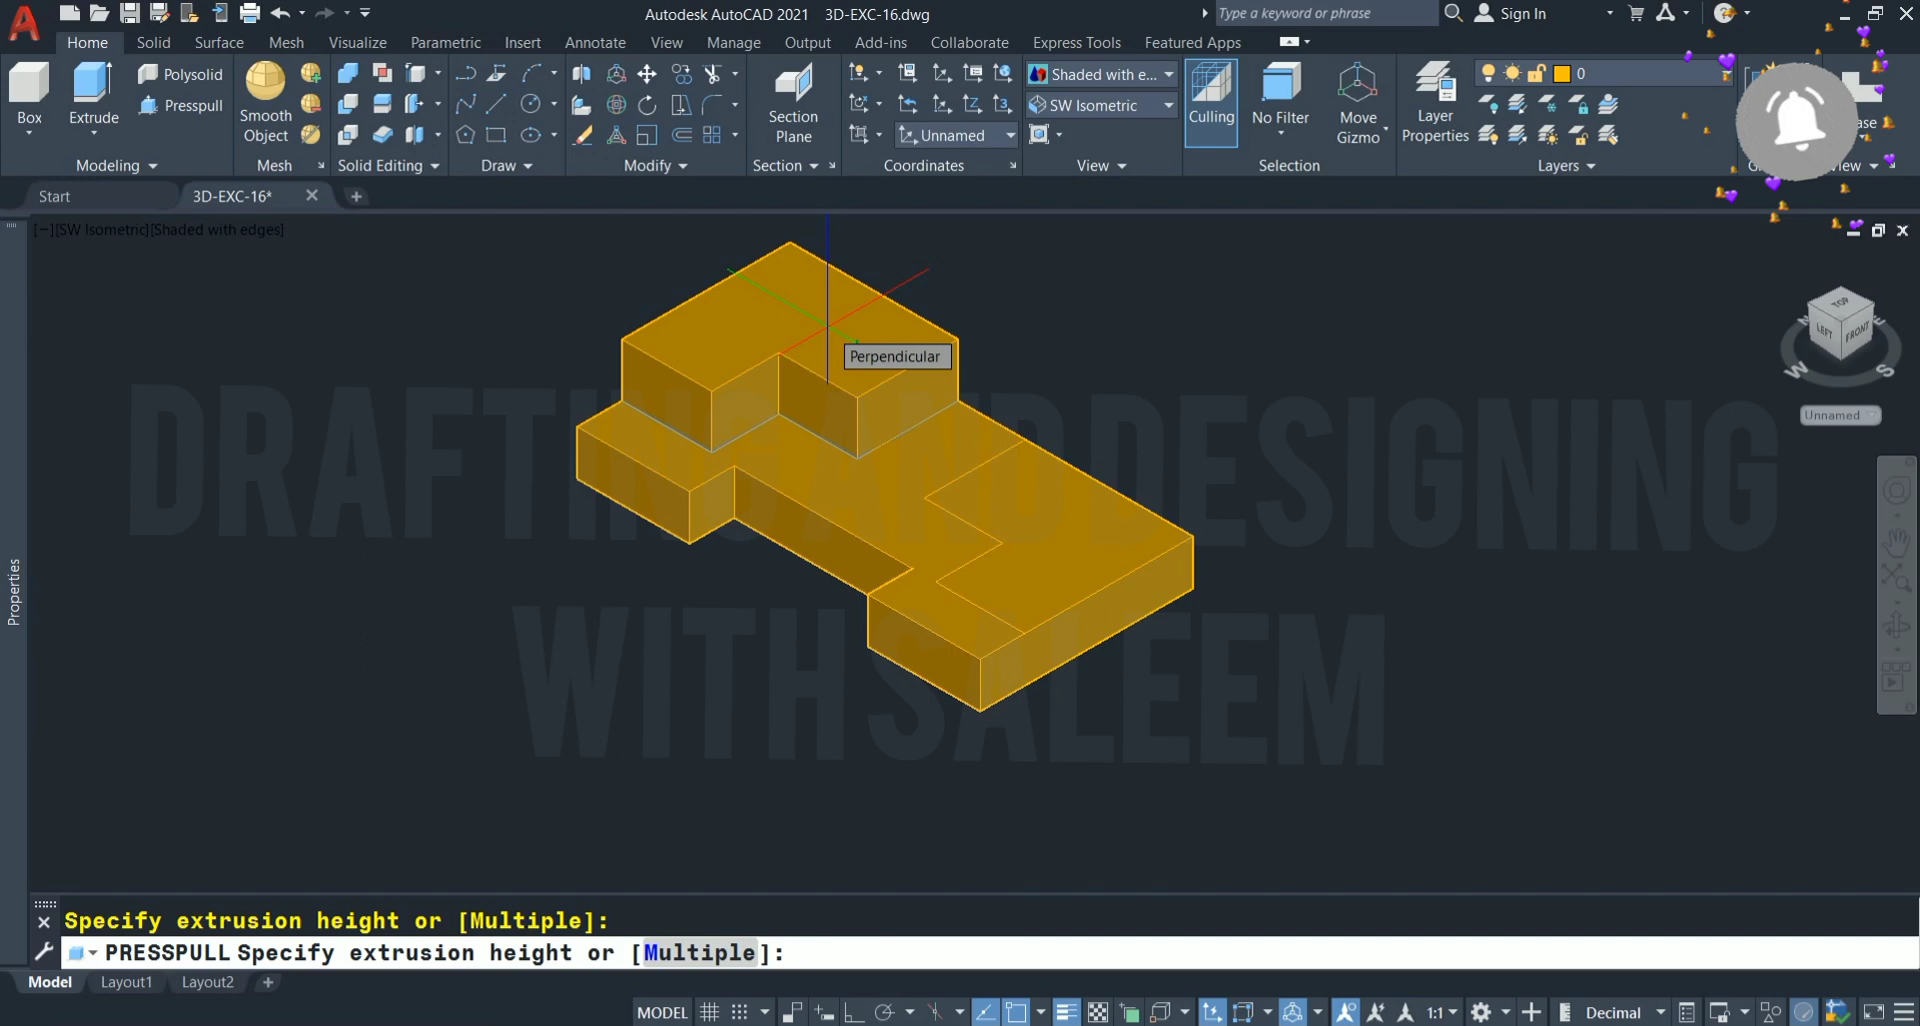 Autodesk AutoCAD 2021 3D-EXC-16.dwg
Type a keyword or phrase
Sign In
Home Solid Surface Mesh Visualize Parametric Insert Annotate View Manage Output Add-ins Collaborate Express Tools Featured Apps
Box
Extrude
Polysolid
Presspull
Smooth
Object
Section
Plane
Shaded with e...
SW Isometric
Unnamed
Culling
No Filter
Move
Gizmo
Layer
Properties
0
Modeling
Mesh
Solid Editing
Draw
Modify
Section
Coordinates
View
Selection
Layers
Start
3D-EXC-16*
[−][SW Isometric][Shaded with edges]
TOP
LEFT
FRONT
W
S
Unnamed
Perpendicular
DRAFTING AND DESIGNING
WITH SALEEM
Properties
Specify extrusion height or [Multiple]:
PRESSPULL Specify extrusion height or [Multiple]:
Model Layout1 Layout2
MODEL
1:1
Decimal